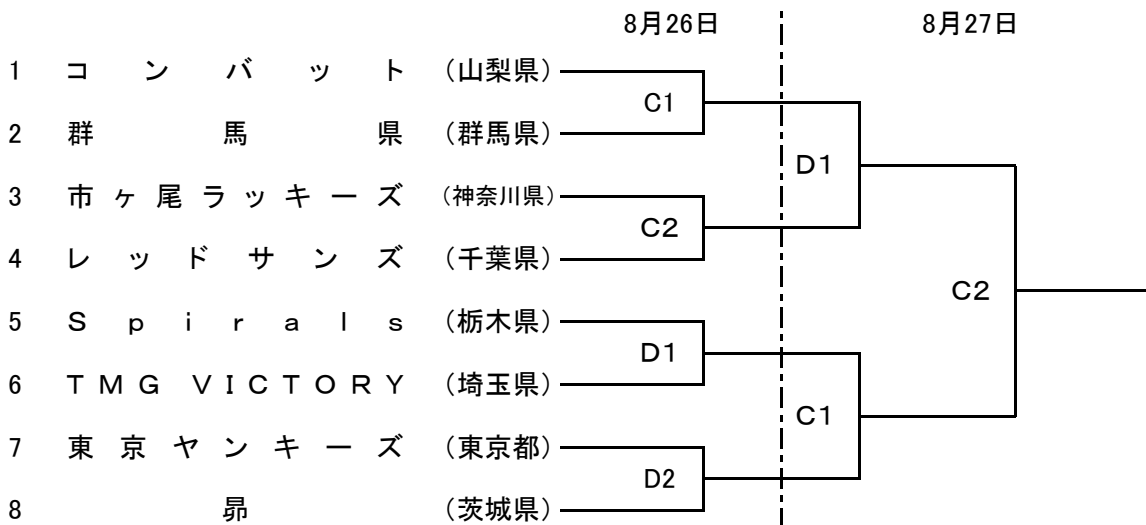 8月26日 8月27日
1 コンバット (山梨県)
C1
2 群馬県 (群馬県)
D1
3 市ヶ尾ラッキーズ (神奈川県)
C2
4 レッドサンズ (千葉県)
C2
5 Spirals (栃木県)
D1
6 TMG VICTORY (埼玉県)
C1
7 東京ヤンキーズ (東京都)
D2
8 昴 (茨城県)